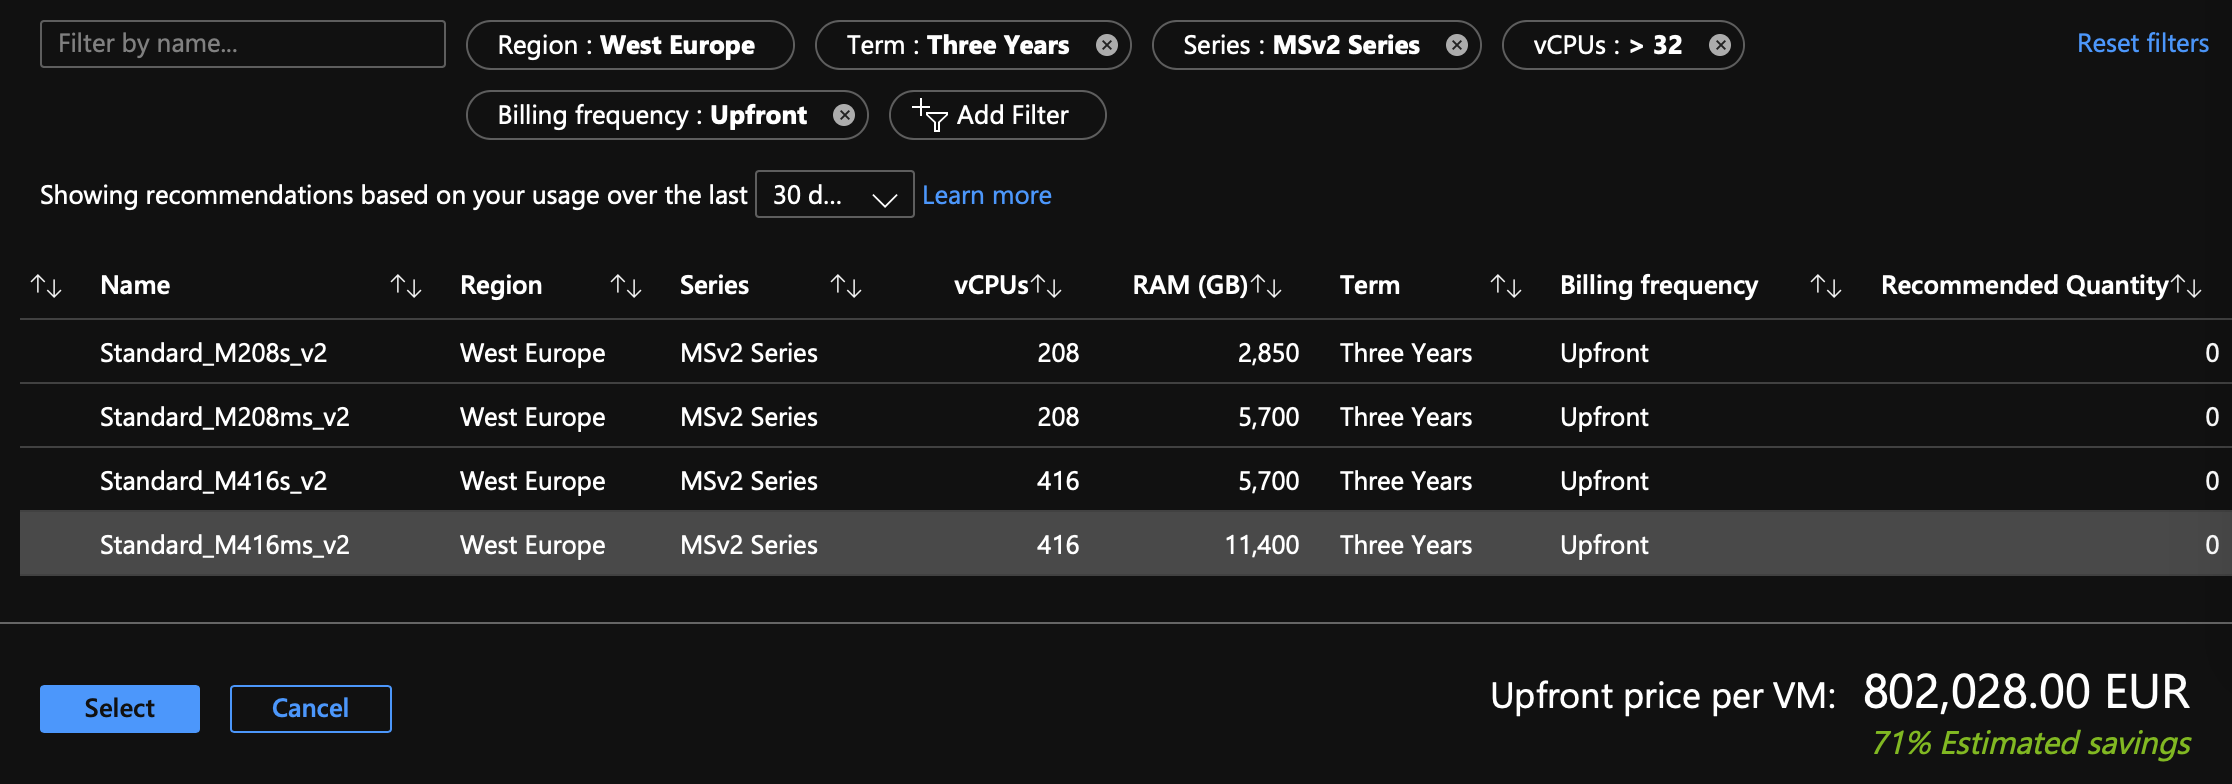 Filter by name...
Region : West Europe
Term : Three Years
Series : MSv2 Series
vCPUs : > 32
Reset filters
Billing frequency : Upfront
Add Filter
Showing recommendations based on your usage over the last 30 d... Learn more
Name Region Series vCPUs RAM (GB) Term Billing frequency Recommended Quantity
Standard_M208s_v2 West Europe MSv2 Series 208 2,850 Three Years Upfront 0
Standard_M208ms_v2 West Europe MSv2 Series 208 5,700 Three Years Upfront 0
Standard_M416s_v2 West Europe MSv2 Series 416 5,700 Three Years Upfront 0
Standard_M416ms_v2 West Europe MSv2 Series 416 11,400 Three Years Upfront 0
Select Cancel
Upfront price per VM: 802,028.00 EUR
71% Estimated savings